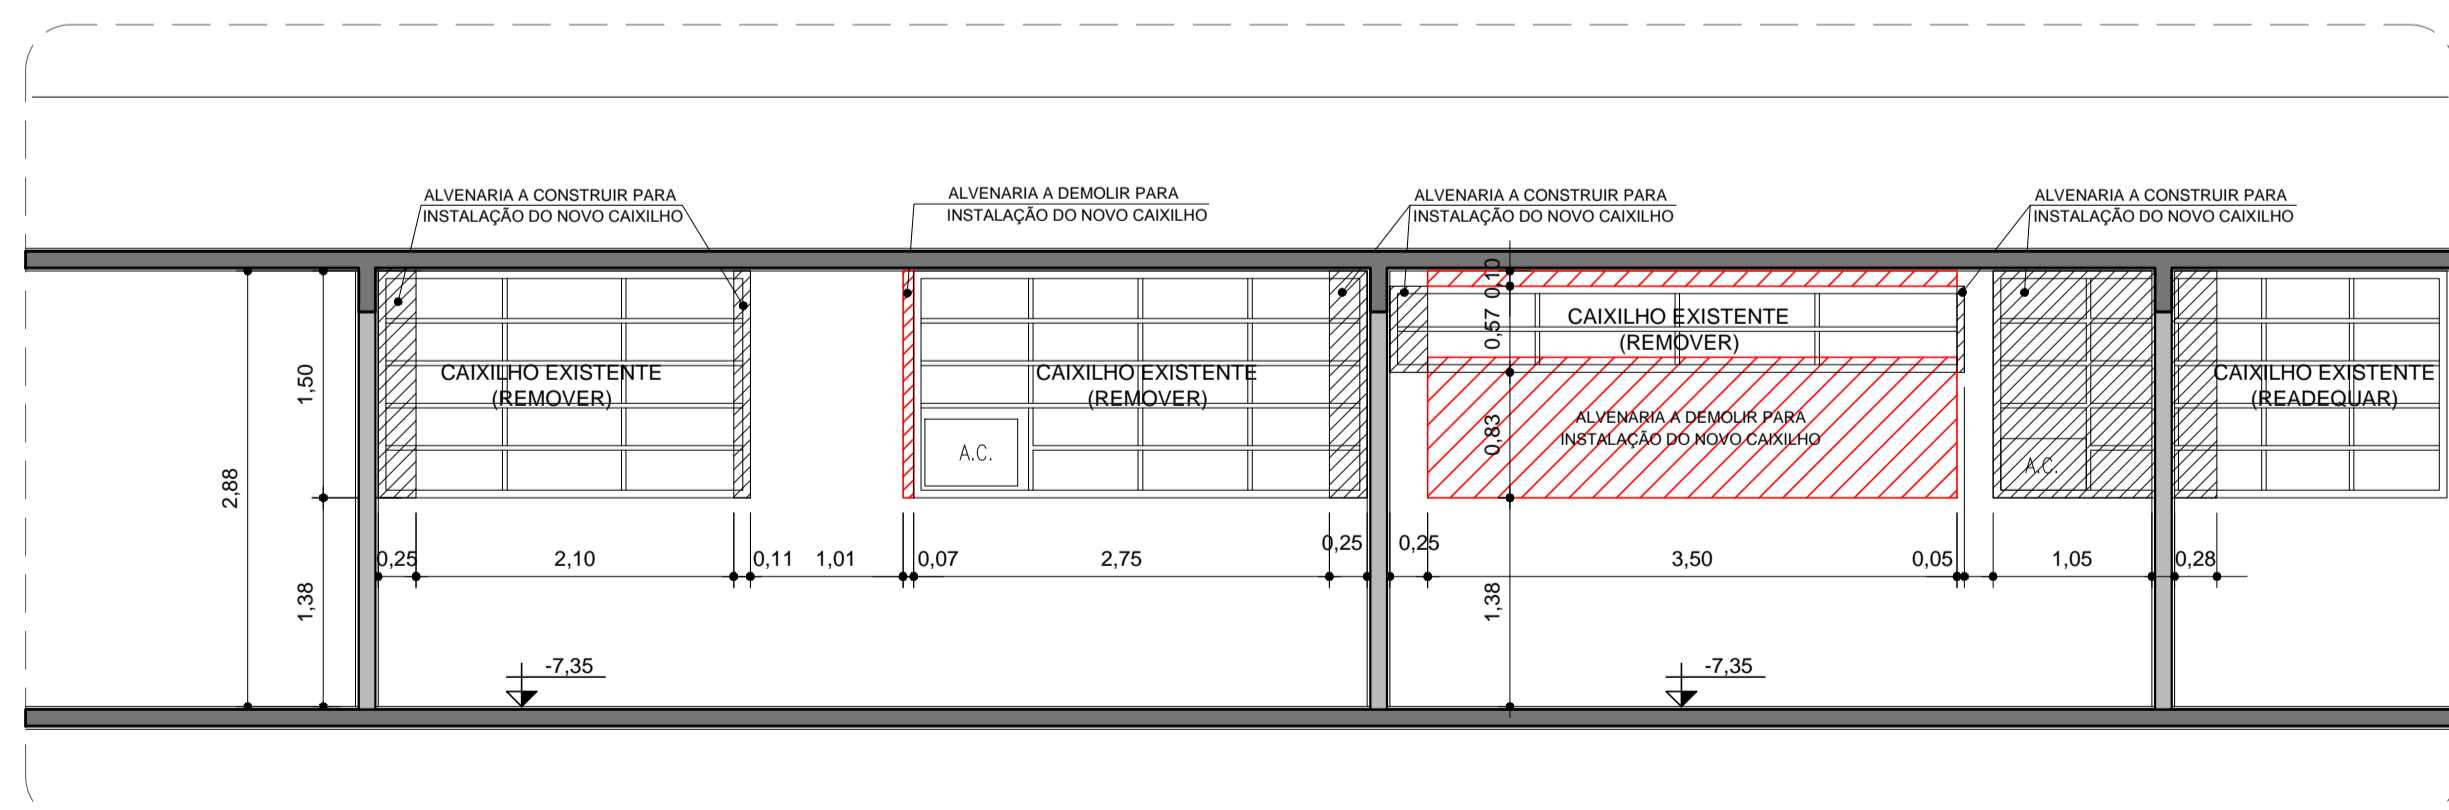 ALVENARIA A CONSTRUIR PARA
INSTALAÇÃO DO NOVO CAIXILHO
ALVENARIA A DEMOLIR PARA
INSTALAÇÃO DO NOVO CAIXILHO
ALVENARIA A CONSTRUIR PARA
INSTALAÇÃO DO NOVO CAIXILHO
ALVENARIA A CONSTRUIR PARA
INSTALAÇÃO DO NOVO CAIXILHO
2,88
1,50
1,38
CAIXILHO EXISTENTE
(REMOVER)
CAIXILHO EXISTENTE
(REMOVER)
A.C.
0,10
0,57
0,83
1,38
CAIXILHO EXISTENTE
(REMOVER)
ALVENARIA A DEMOLIR PARA
INSTALAÇÃO DO NOVO CAIXILHO
A.C.
CAIXILHO EXISTENTE
(READEQUAR)
0,25
2,10
0,11
1,01
0,07
2,75
0,25
0,25
3,50
0,05
1,05
0,28
-7,35
-7,35